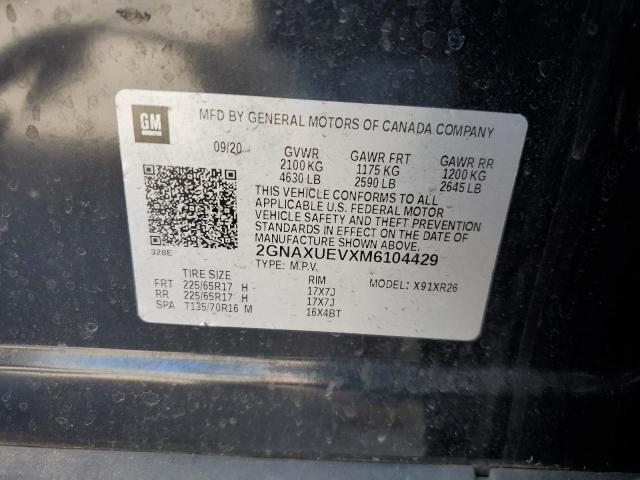 GM
MFD BY GENERAL MOTORS OF CANADA COMPANY
09/20 GVWR GAWR FRT GAWR RR
2100 KG 1175 KG 1200 KG
4630 LB 2590 LB 2645 LB
THIS VEHICLE CONFORMS TO ALL
APPLICABLE U.S. FEDERAL MOTOR
VEHICLE SAFETY AND THEFT PREVENTION
STANDARDS IN EFFECT ON THE DATE OF
MANUFACTURE SHOWN ABOVE.
328E 2GNAXUEVXM6104429
TYPE: M.P.V. MODEL: X91XR26
TIRE SIZE RIM
FRT 225/65R17 H 17X7J
RR 225/65R17 H 17X7J
SPA T135/70R16 M 16X4BT